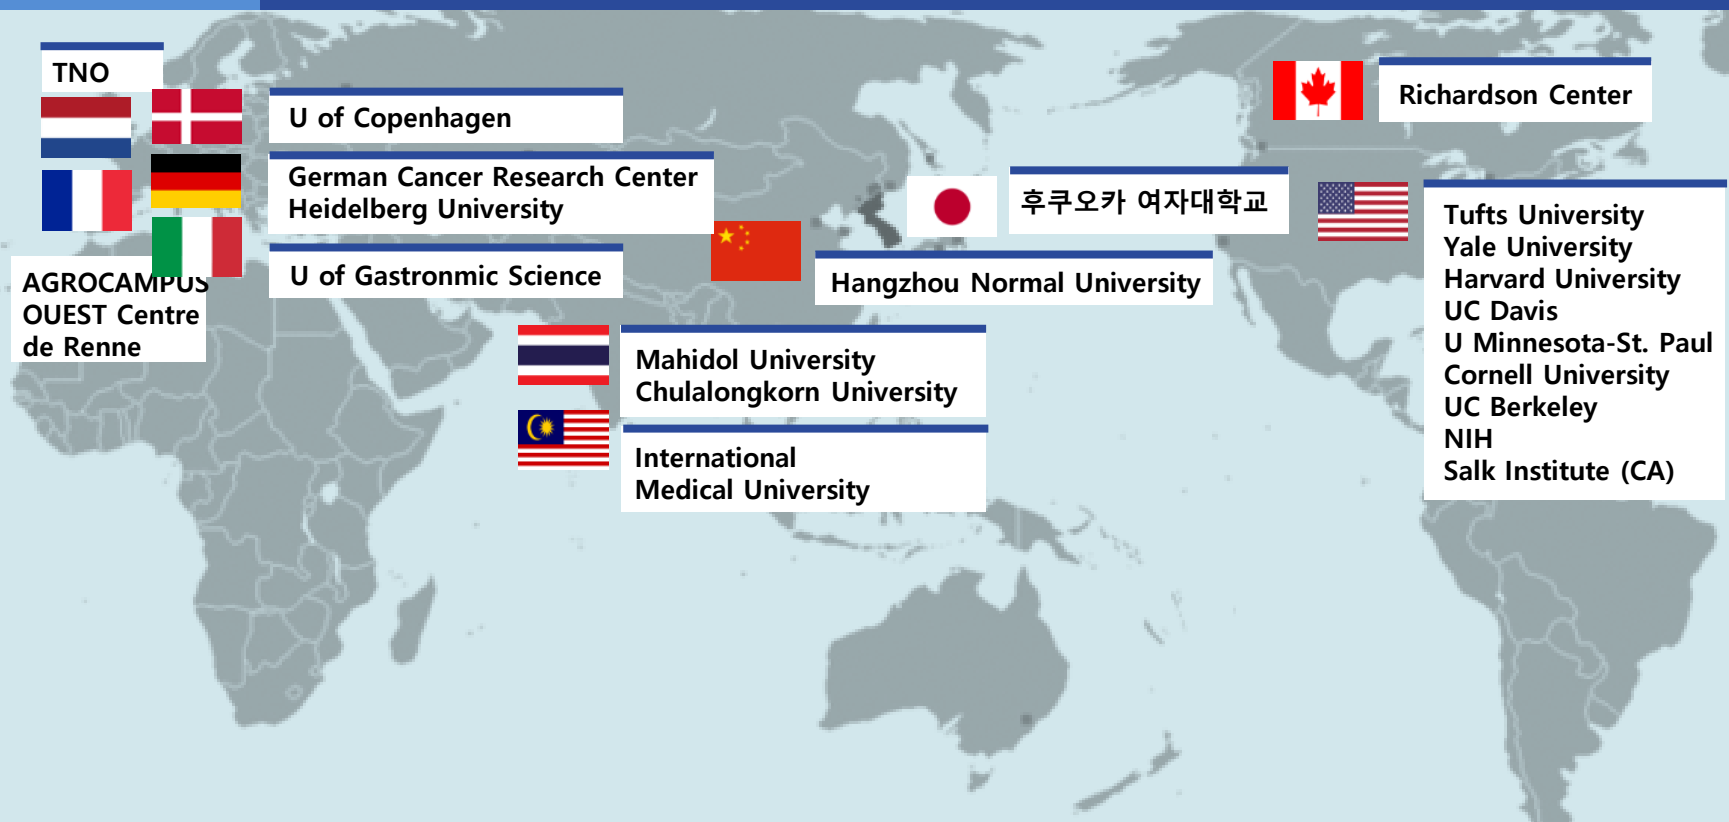 TNO
U of Copenhagen
German Cancer Research Center
Heidelberg University
U of Gastronmic Science
AGROCAMPUS
OUEST Centre
de Renne
Mahidol University
Chulalongkorn University
International
Medical University
Hangzhou Normal University
후쿠오카 여자대학교
Richardson Center
Tufts University
Yale University
Harvard University
UC Davis
U Minnesota-St. Paul
Cornell University
UC Berkeley
NIH
Salk Institute (CA)